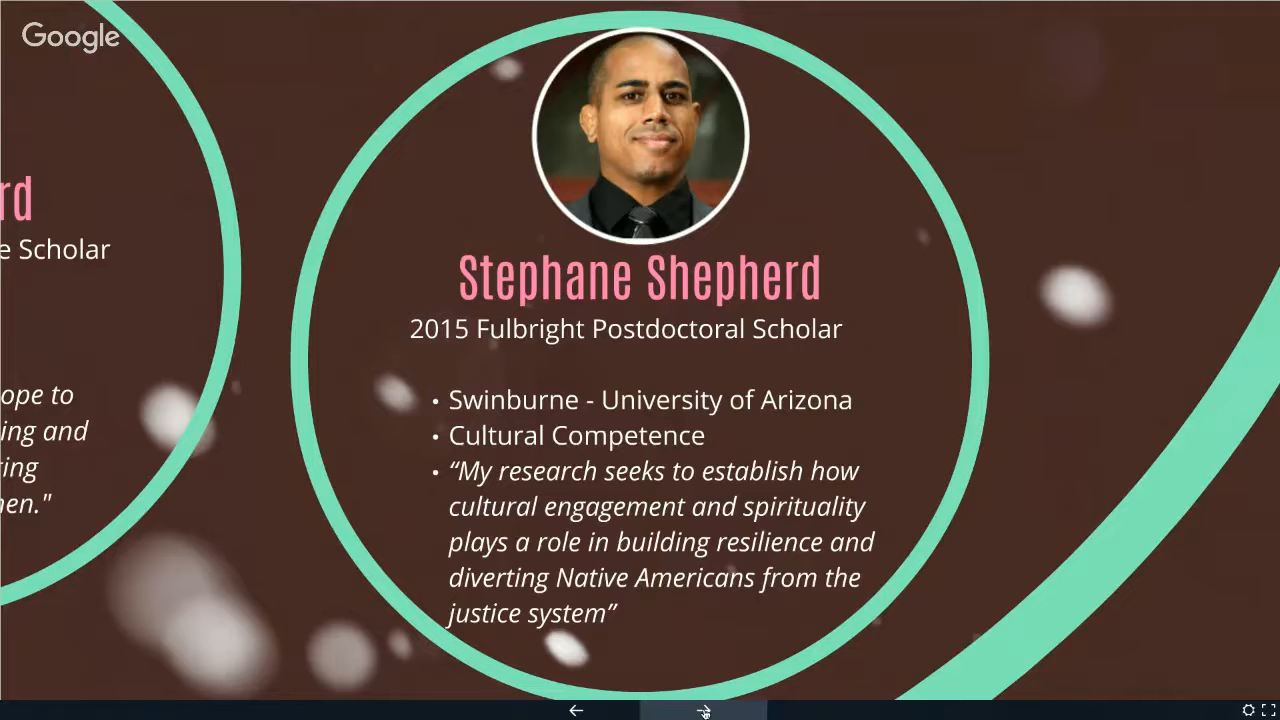 Google
rd
e Scholar
ope to
ing and
ring
en."
Stephane Shepherd
2015 Fulbright Postdoctoral Scholar
• Swinburne - University of Arizona
• Cultural Competence
• “My research seeks to establish how
cultural engagement and spirituality
plays a role in building resilience and
diverting Native Americans from the
justice system”